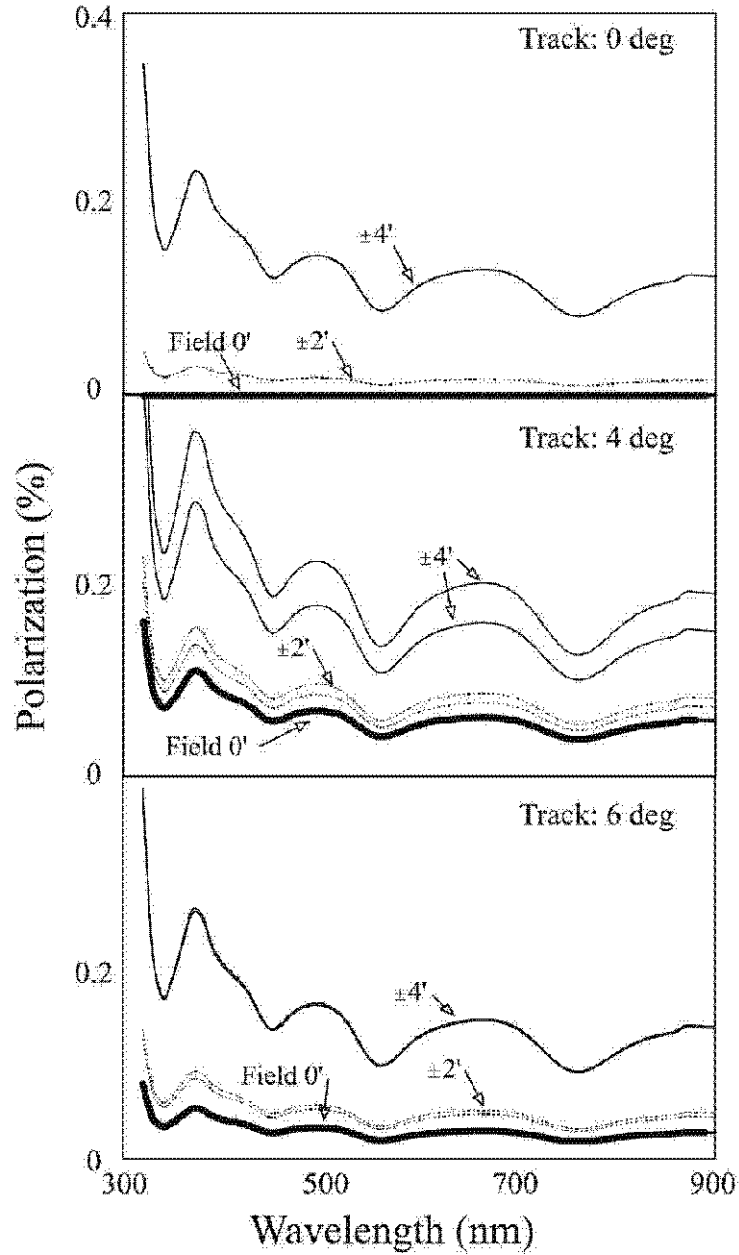 0.4
Track: 0 deg
0.2
±4'
Field 0'
±2'
0
Track: 4 deg
0.2
±4'
±2'
Field 0'
0
Track: 6 deg
0.2
±4'
Field 0'
±2'
0
300
500
700
900
Polarization (%)
Wavelength (nm)